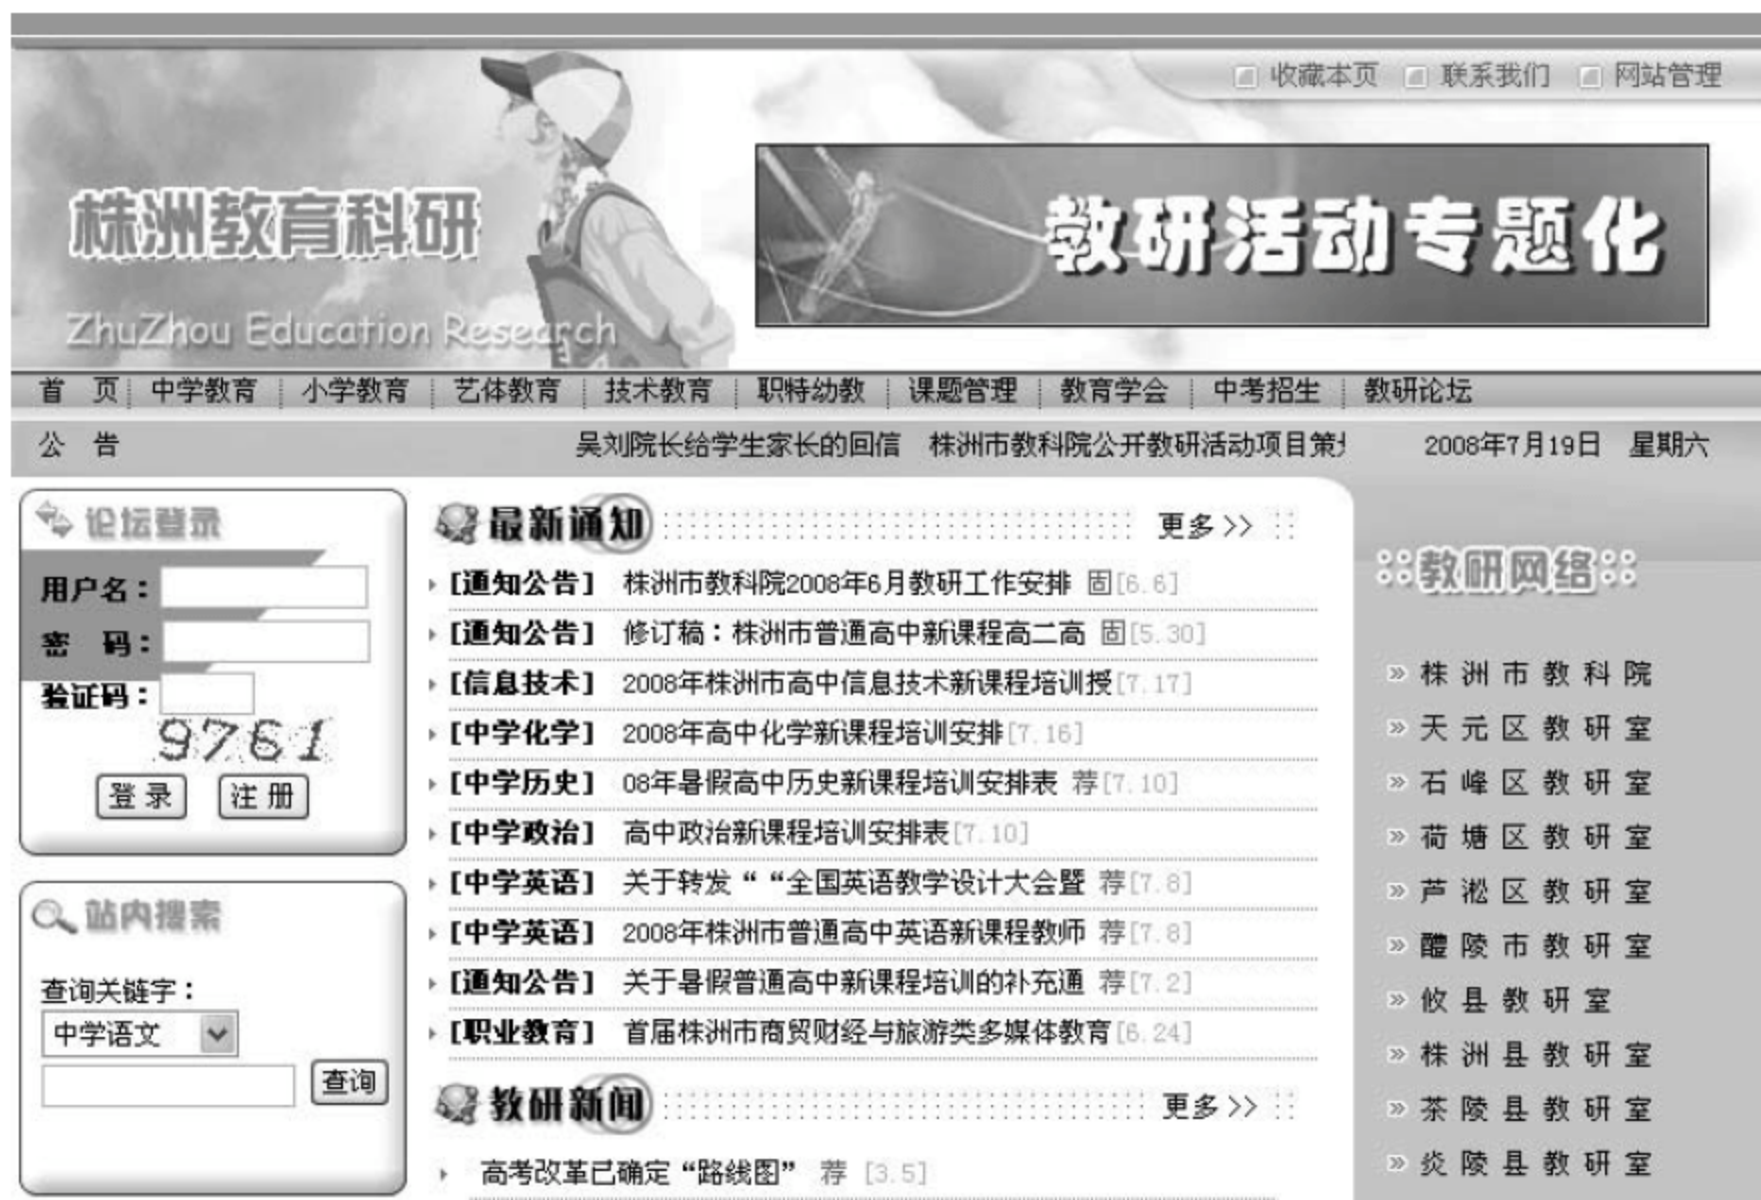 收藏本页 联系我们 网站管理
株洲教育科研
教研活动专题化
ZhuZhou Education Research
首 页 中学教育 小学教育 艺体教育 技术教育 职特幼教 课题管理 教育学会 中考招生 教研论坛
公 告 吴刘院长给学生家长的回信 株洲市教科院公开教研活动项目策 2008年7月19日 星期六
论坛登录
用户名：
密 码：
验证码：
9761
登 录 注 册
站内搜索
查询关链字：
中学语文
查询
最新通知 更多>>
[通知公告] 株洲市教科院2008年6月教研工作安排 固[6.6]
[通知公告] 修订稿：株洲市普通高中新课程高二高 固[5.30]
[信息技术] 2008年株洲市高中信息技术新课程培训授[7.17]
[中学化学] 2008年高中化学新课程培训安排[7.16]
[中学历史] 08年暑假高中历史新课程培训安排表 荐[7.10]
[中学政治] 高中政治新课程培训安排表[7.10]
[中学英语] 关于转发““全国英语教学设计大会暨 荐[7.8]
[中学英语] 2008年株洲市普通高中英语新课程教师 荐[7.8]
[通知公告] 关于暑假普通高中新课程培训的补充通 荐[7.2]
[职业教育] 首届株洲市商贸财经与旅游类多媒体教育[6.24]
教研新闻 更多>>
高考改革已确定“路线图” 荐 [3.5]
::教研网络::
» 株洲市教科院
» 天元区教研室
» 石峰区教研室
» 荷塘区教研室
» 芦淞区教研室
» 醴陵市教研室
» 攸县教研室
» 株洲县教研室
» 茶陵县教研室
» 炎陵县教研室